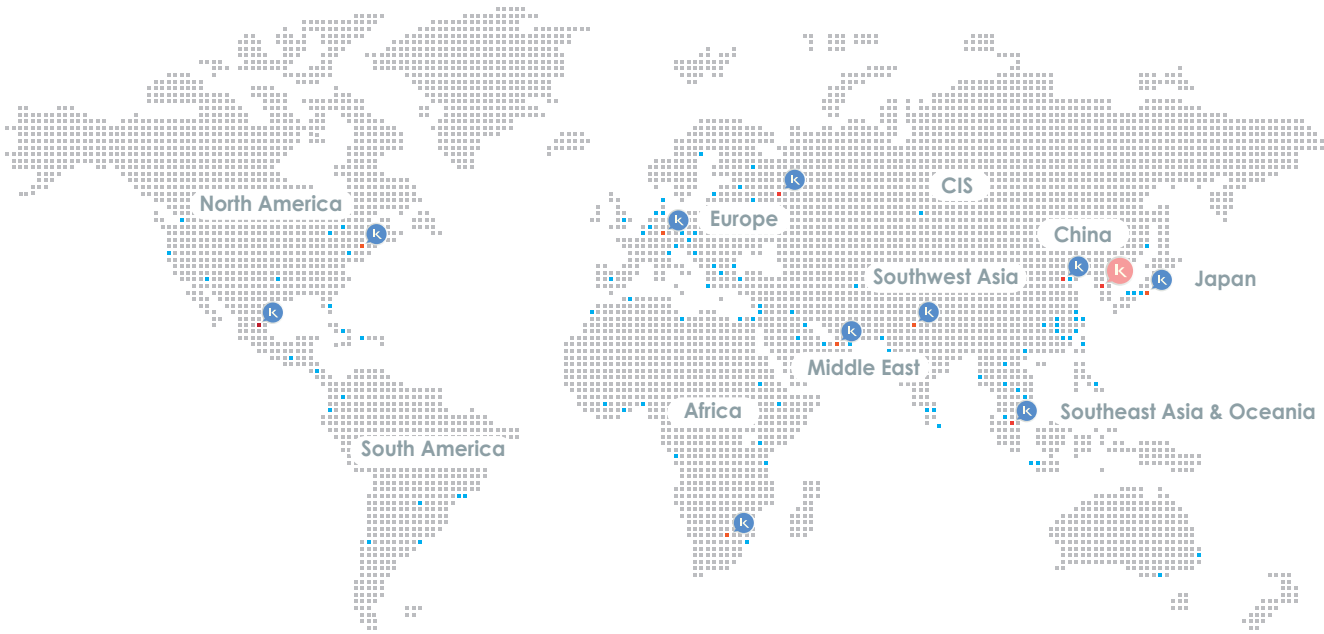 CIS
North America
Europe
China
Southwest Asia
Japan
Middle East
Africa
Southeast Asia & Oceania
South America
k
k
k
k
k
k
k
k
k
k
k